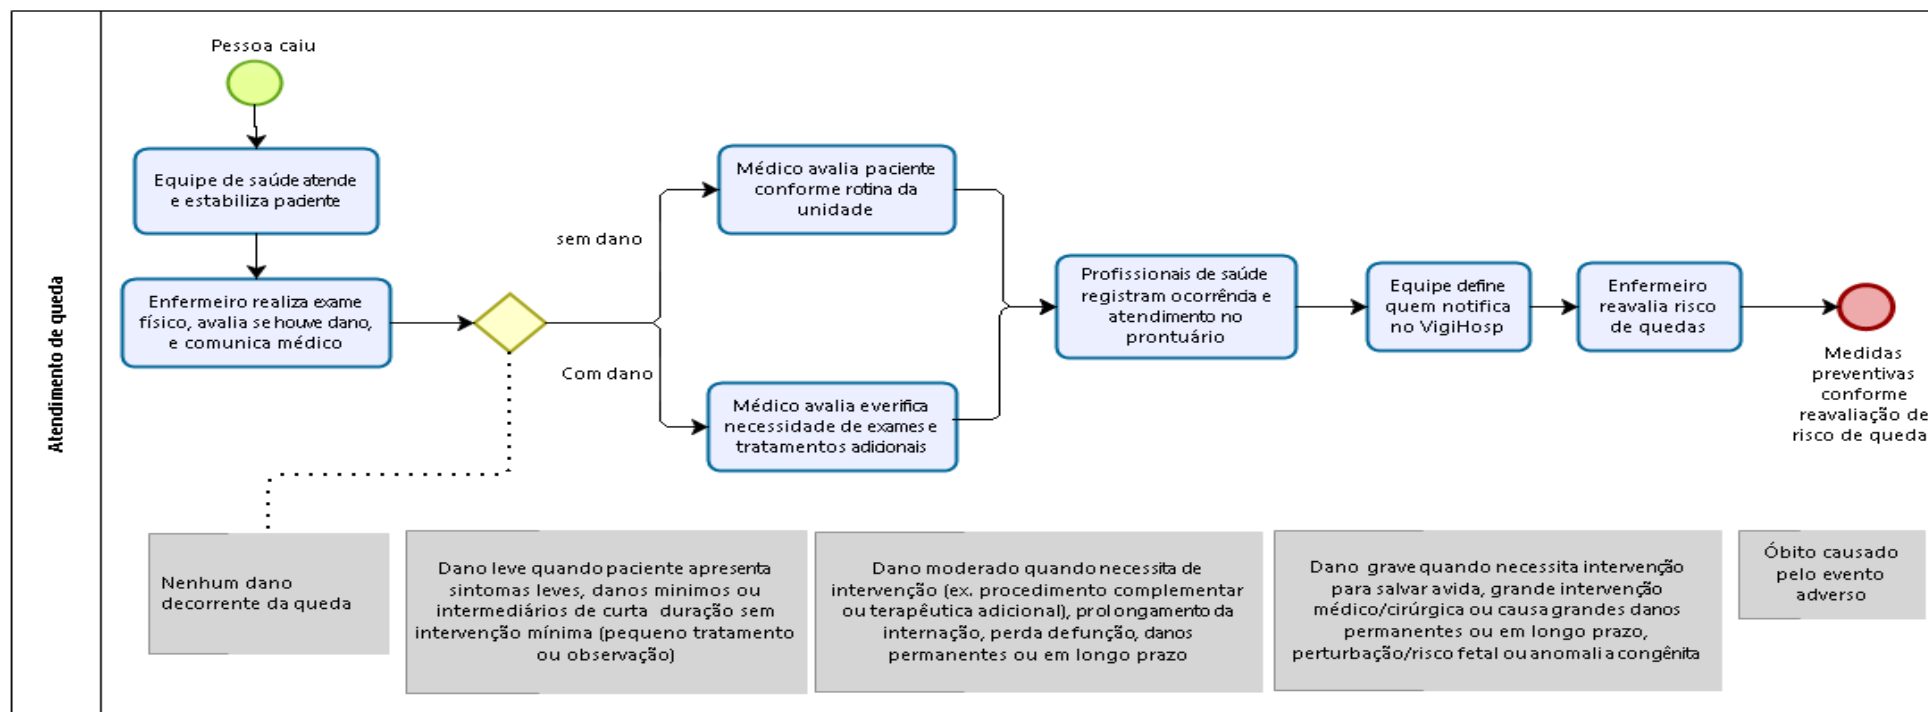 Atendimento de queda
Pessoa caiu
Equipe de saúde atende
e estabiliza paciente
Enfermeiro realiza exame
físico, avalia se houve dano,
e comunica médico
sem dano
Com dano
Médico avalia paciente
conforme rotina da
unidade
Médico avalia e verifica
necessidade de exames e
tratamentos adicionais
Profissionais de saúde
registram ocorrência e
atendimento no
prontuário
Equipe define
quem notifica
no VigiHosp
Enfermeiro
reavalia risco
de quedas
Medidas
preventivas
conforme
reavaliação de
risco de queda
Nenhum dano
decorrente da queda
Dano leve quando paciente apresenta
sintomas leves, danos minimos ou
intermediários de curta duração sem
intervenção mínima (pequeno tratamento
ou observação)
Dano moderado quando necessita de
intervenção (ex. procedimento complementar
ou terapêutica adicional), prolongamento da
internação, perda de função, danos
permanentes ou em longo prazo
Dano grave quando necessita intervenção
para salvar a vida, grande intervenção
médico/cirúrgica ou causa grandes danos
permanentes ou em longo prazo,
perturbação/risco fetal ou anomalia congênita
Óbito causado
pelo evento
adverso